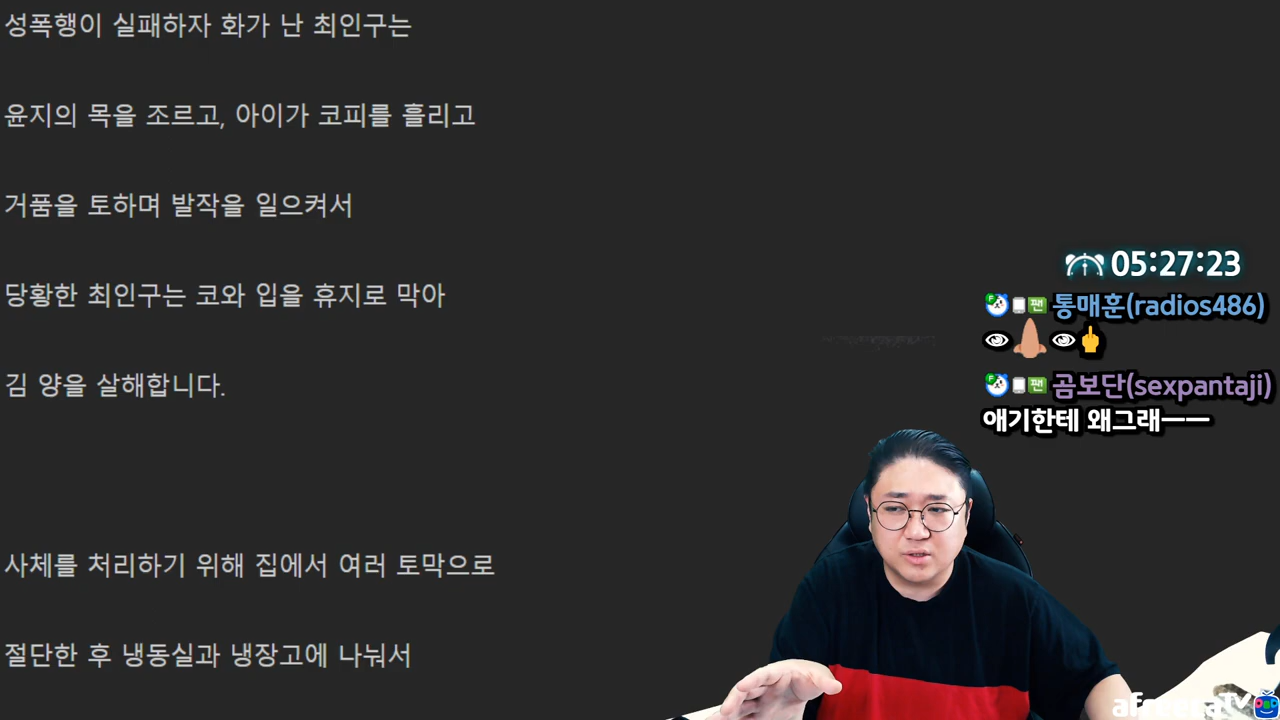 성폭행이 실패하자 화가 난 최인구는
윤지의 목을 조르고, 아이가 코피를 흘리고
거품을 토하며 발작을 일으켜서
당황한 최인구는 코와 입을 휴지로 막아
김 양을 살해합니다.
사체를 처리하기 위해 집에서 여러 토막으로
절단한 후 냉동실과 냉장고에 나눠서
05:27:23
F 팬 통매훈(radios486)
F 팬 곰보단(sexpantaji)
애기한테 왜그래ㅡㅡ
afreecaTV